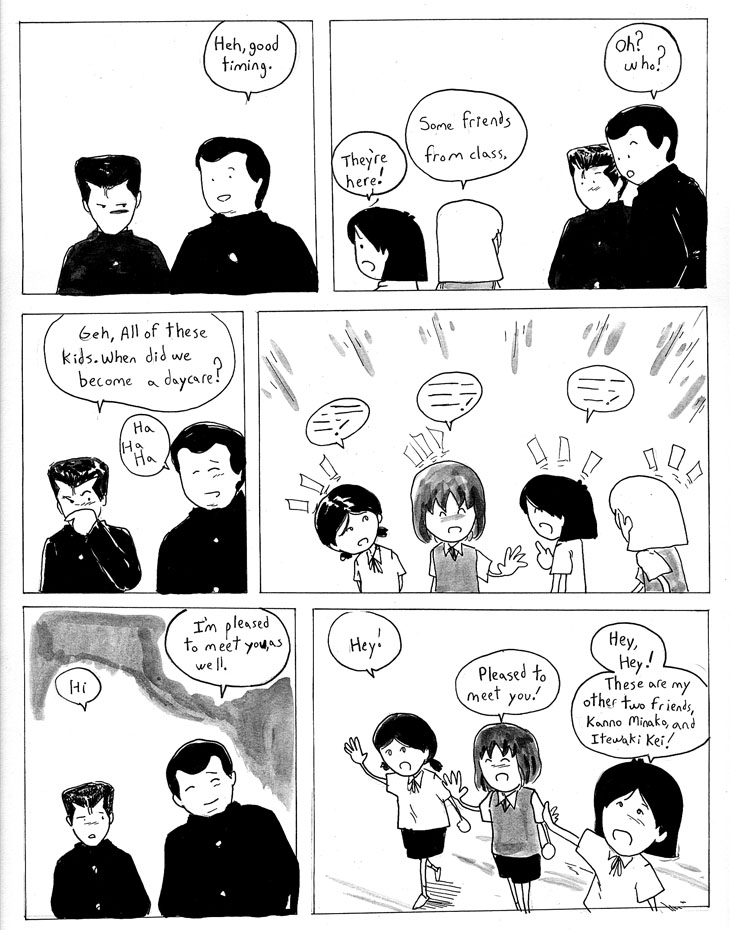 Oh?
who?
Some friends
from class.
They're
here!
Heh, good
timing.
Geh, All of these
kids. When did we
become a daycare?
Ha
Ha
Ha
Hey,
Hey!
These are my
other two friends,
Kanno Minako, and
Itewaki Kei!
Pleased to
meet you!
Hey!
I'm pleased
to meet you, as
well.
Hi